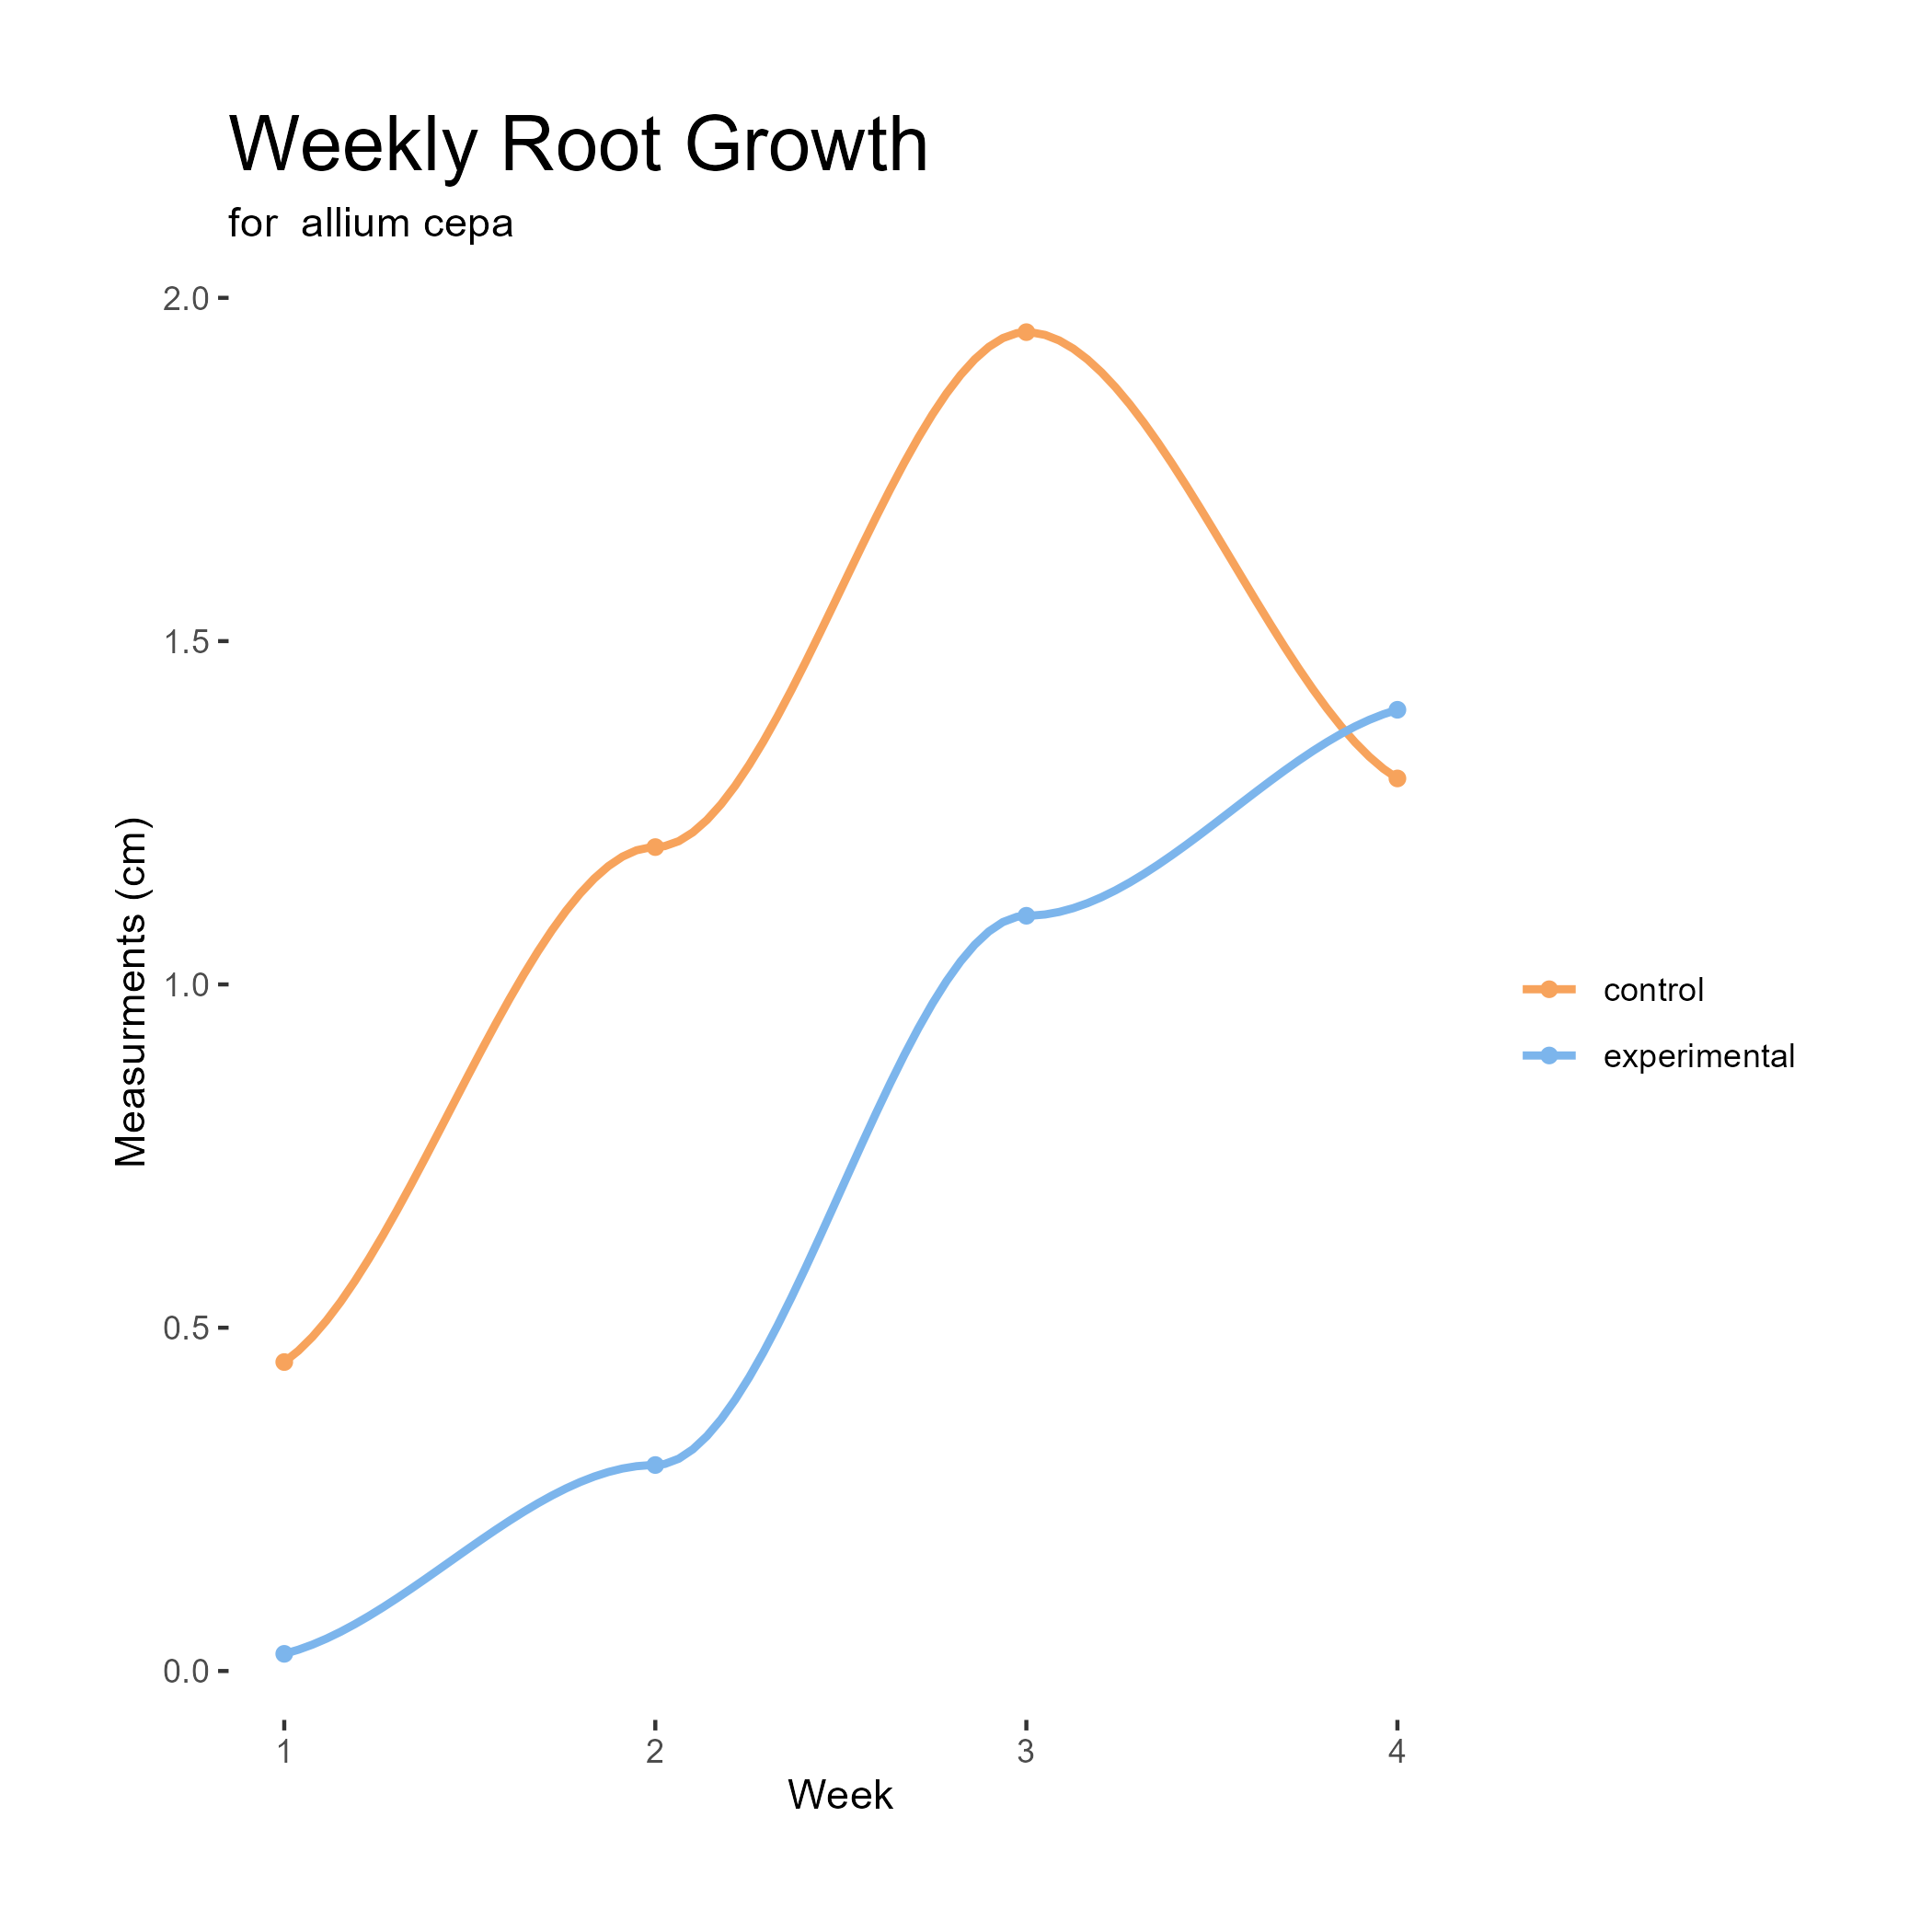 Weekly Root Growth
for  allium cepa
2.0
1.5
1.0
0.5
0.0
Measurments (cm)
1 2 3 4
Week
control
experimental